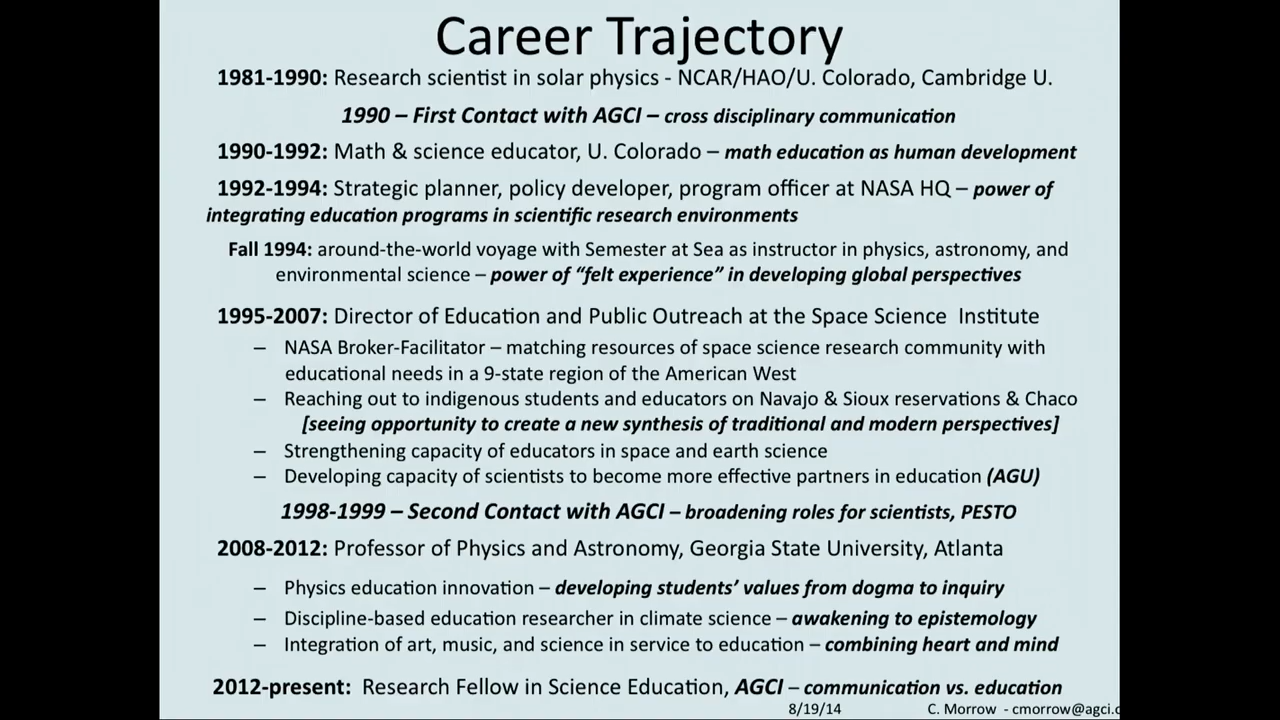 Career Trajectory
1981-1990: Research scientist in solar physics - NCAR/HAO/U. Colorado, Cambridge U.
1990 – First Contact with AGCI – cross disciplinary communication
1990-1992: Math & science educator, U. Colorado – math education as human development
1992-1994: Strategic planner, policy developer, program officer at NASA HQ – power of
integrating education programs in scientific research environments
Fall 1994: around-the-world voyage with Semester at Sea as instructor in physics, astronomy, and
environmental science – power of “felt experience” in developing global perspectives
1995-2007: Director of Education and Public Outreach at the Space Science Institute
– NASA Broker-Facilitator – matching resources of space science research community with
educational needs in a 9-state region of the American West
– Reaching out to indigenous students and educators on Navajo & Sioux reservations & Chaco
[seeing opportunity to create a new synthesis of traditional and modern perspectives]
– Strengthening capacity of educators in space and earth science
– Developing capacity of scientists to become more effective partners in education (AGU)
1998-1999 – Second Contact with AGCI – broadening roles for scientists, PESTO
2008-2012: Professor of Physics and Astronomy, Georgia State University, Atlanta
– Physics education innovation – developing students’ values from dogma to inquiry
– Discipline-based education researcher in climate science – awakening to epistemology
– Integration of art, music, and science in service to education – combining heart and mind
2012-present: Research Fellow in Science Education, AGCI – communication vs. education
8/19/14 C. Morrow - cmorrow@agci.